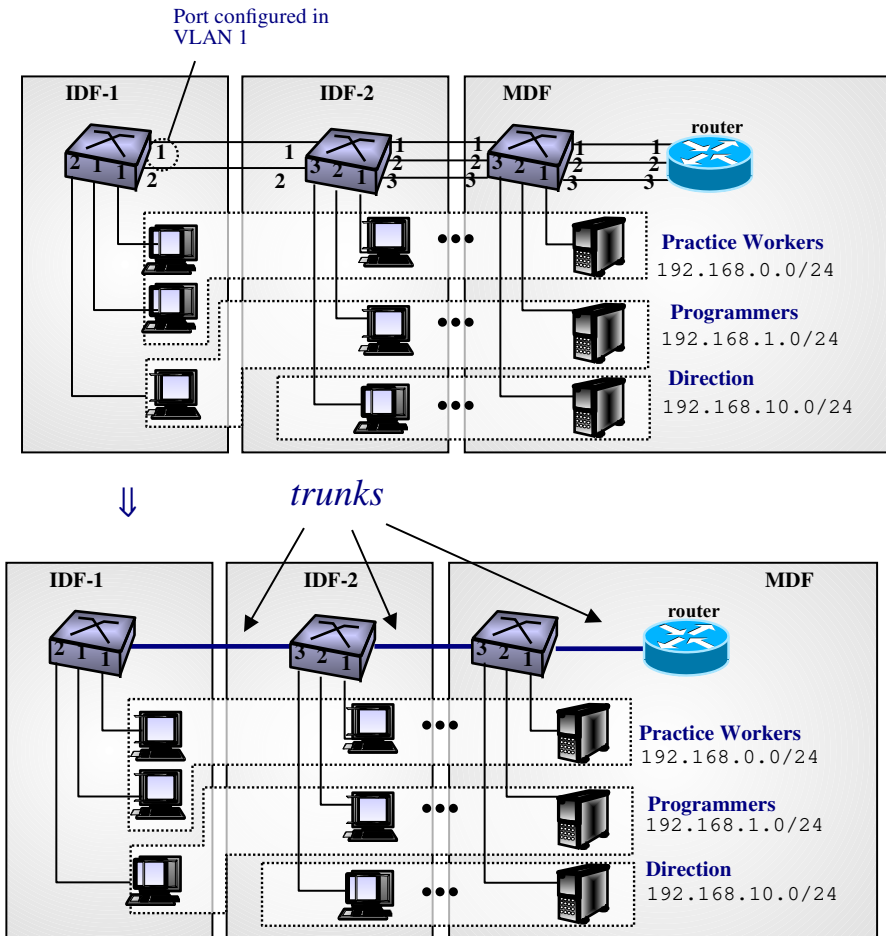 Port configured in
VLAN 1
IDF-1
IDF-2
MDF
router
1
1
1
1
1
1
2
1
1
3
2
1
2
2
3
2
1
2
2
2
2
3
3
3
3
Practice Workers
192.168.0.0/24
Programmers
192.168.1.0/24
Direction
192.168.10.0/24
⇓
trunks
IDF-1
IDF-2
MDF
router
2
1
1
3
2
1
3
2
1
Practice Workers
192.168.0.0/24
Programmers
192.168.1.0/24
Direction
192.168.10.0/24